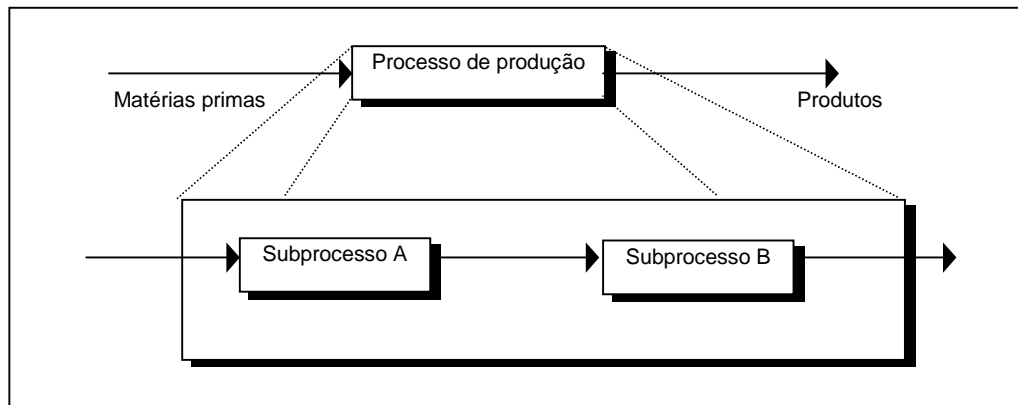 Processo de produção
Matérias primas
Produtos
Subprocesso A
Subprocesso B